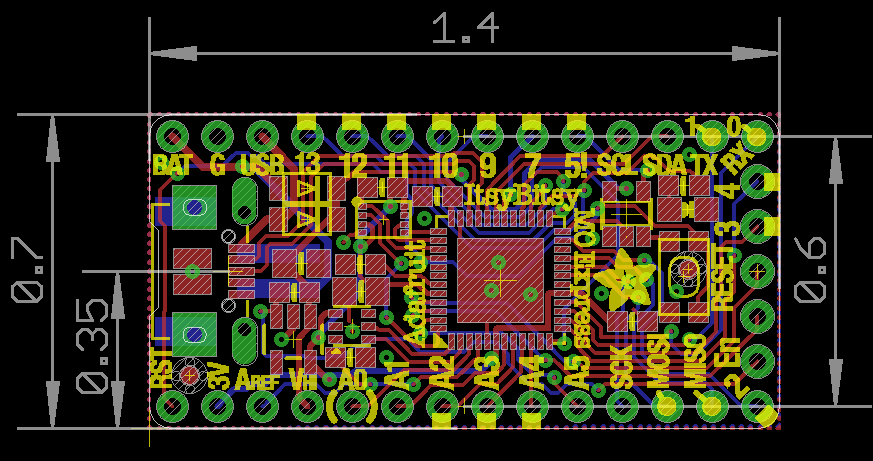 1.4
1 0
BAT G USB 13 12 11 10 9 7 5! SCL SDA TX RX
ItsyBitsy
4
M0 Express
3
Adafruit
RESET
0.7
0.35
0.6
RST 3V AREF VH A0 A1 A2 A3 A4 A5 SCK MOSI MISO 2 En